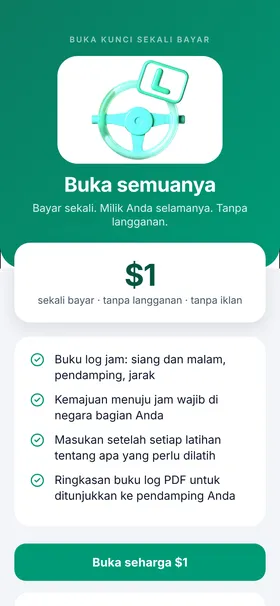 BUKA KUNCI SEKALI BAYAR
L
Buka semuanya
Bayar sekali. Milik Anda selamanya. Tanpa
langganan.
$1
sekali bayar · tanpa langganan · tanpa iklan
Buku log jam: siang dan malam,
pendamping, jarak
Kemajuan menuju jam wajib di
negara bagian Anda
Masukan setelah setiap latihan
tentang apa yang perlu dilatih
Ringkasan buku log PDF untuk
ditunjukkan ke pendamping Anda
Buka seharga $1